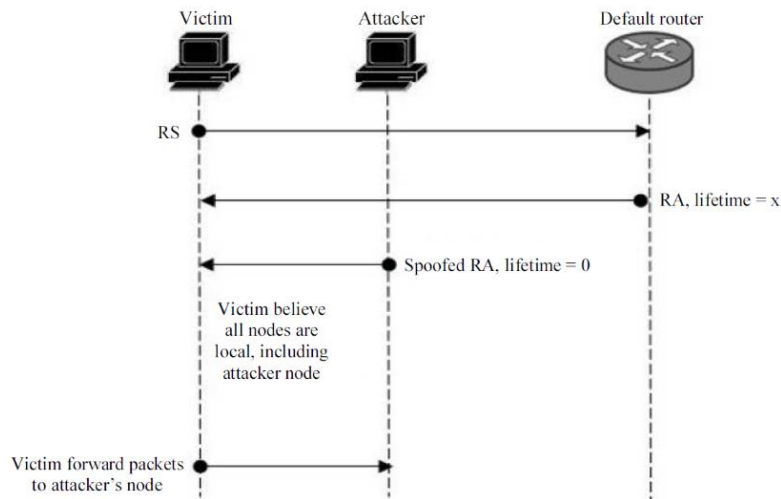 Victim
Attacker
Default router
RS
RA, lifetime = x
Spoofed RA, lifetime = 0
Victim believe
all nodes are
local, including
attacker node
Victim forward packets
to attacker's node